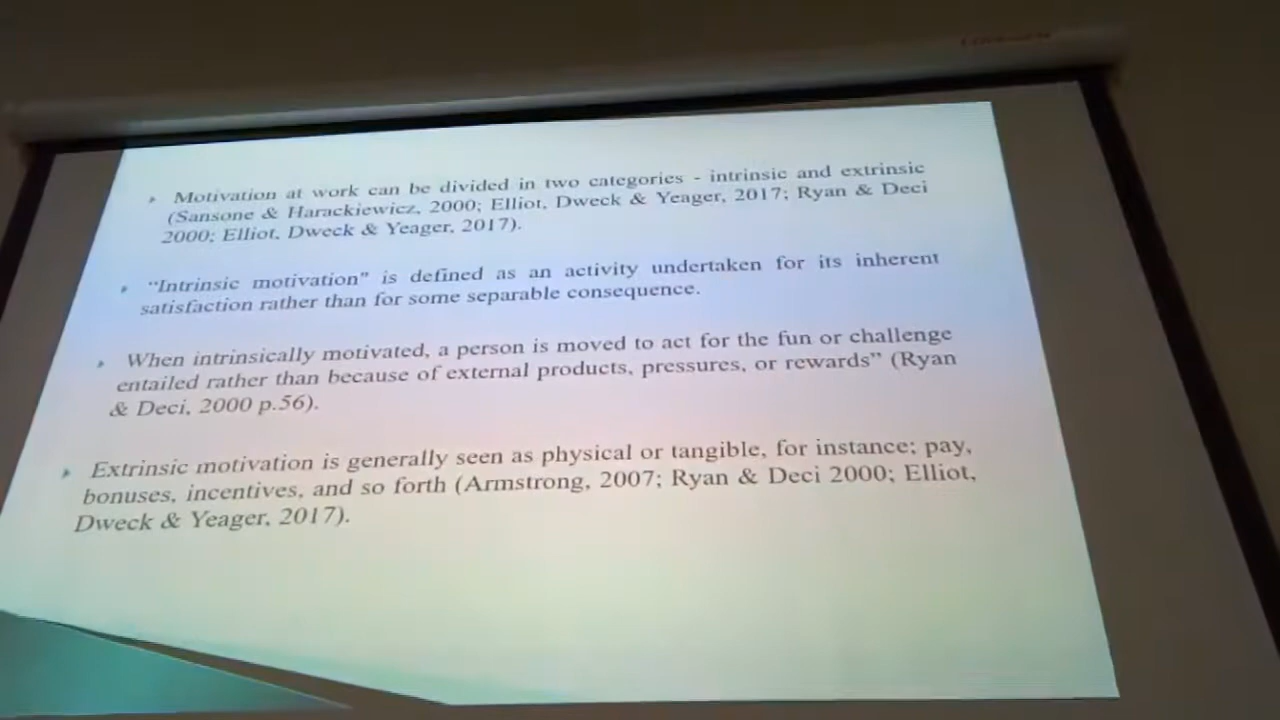 Motivation at work can be divided in two categories - intrinsic and extrinsic
(Sansone & Harackiewicz, 2000; Elliot, Dweck & Yeager, 2017; Ryan & Deci
2000; Elliot, Dweck & Yeager, 2017).
“Intrinsic motivation” is defined as an activity undertaken for its inherent
satisfaction rather than for some separable consequence.
When intrinsically motivated, a person is moved to act for the fun or challenge
entailed rather than because of external products, pressures, or rewards” (Ryan
& Deci, 2000 p.56).
Extrinsic motivation is generally seen as physical or tangible, for instance; pay,
bonuses, incentives, and so forth (Armstrong, 2007; Ryan & Deci 2000; Elliot,
Dweck & Yeager, 2017).